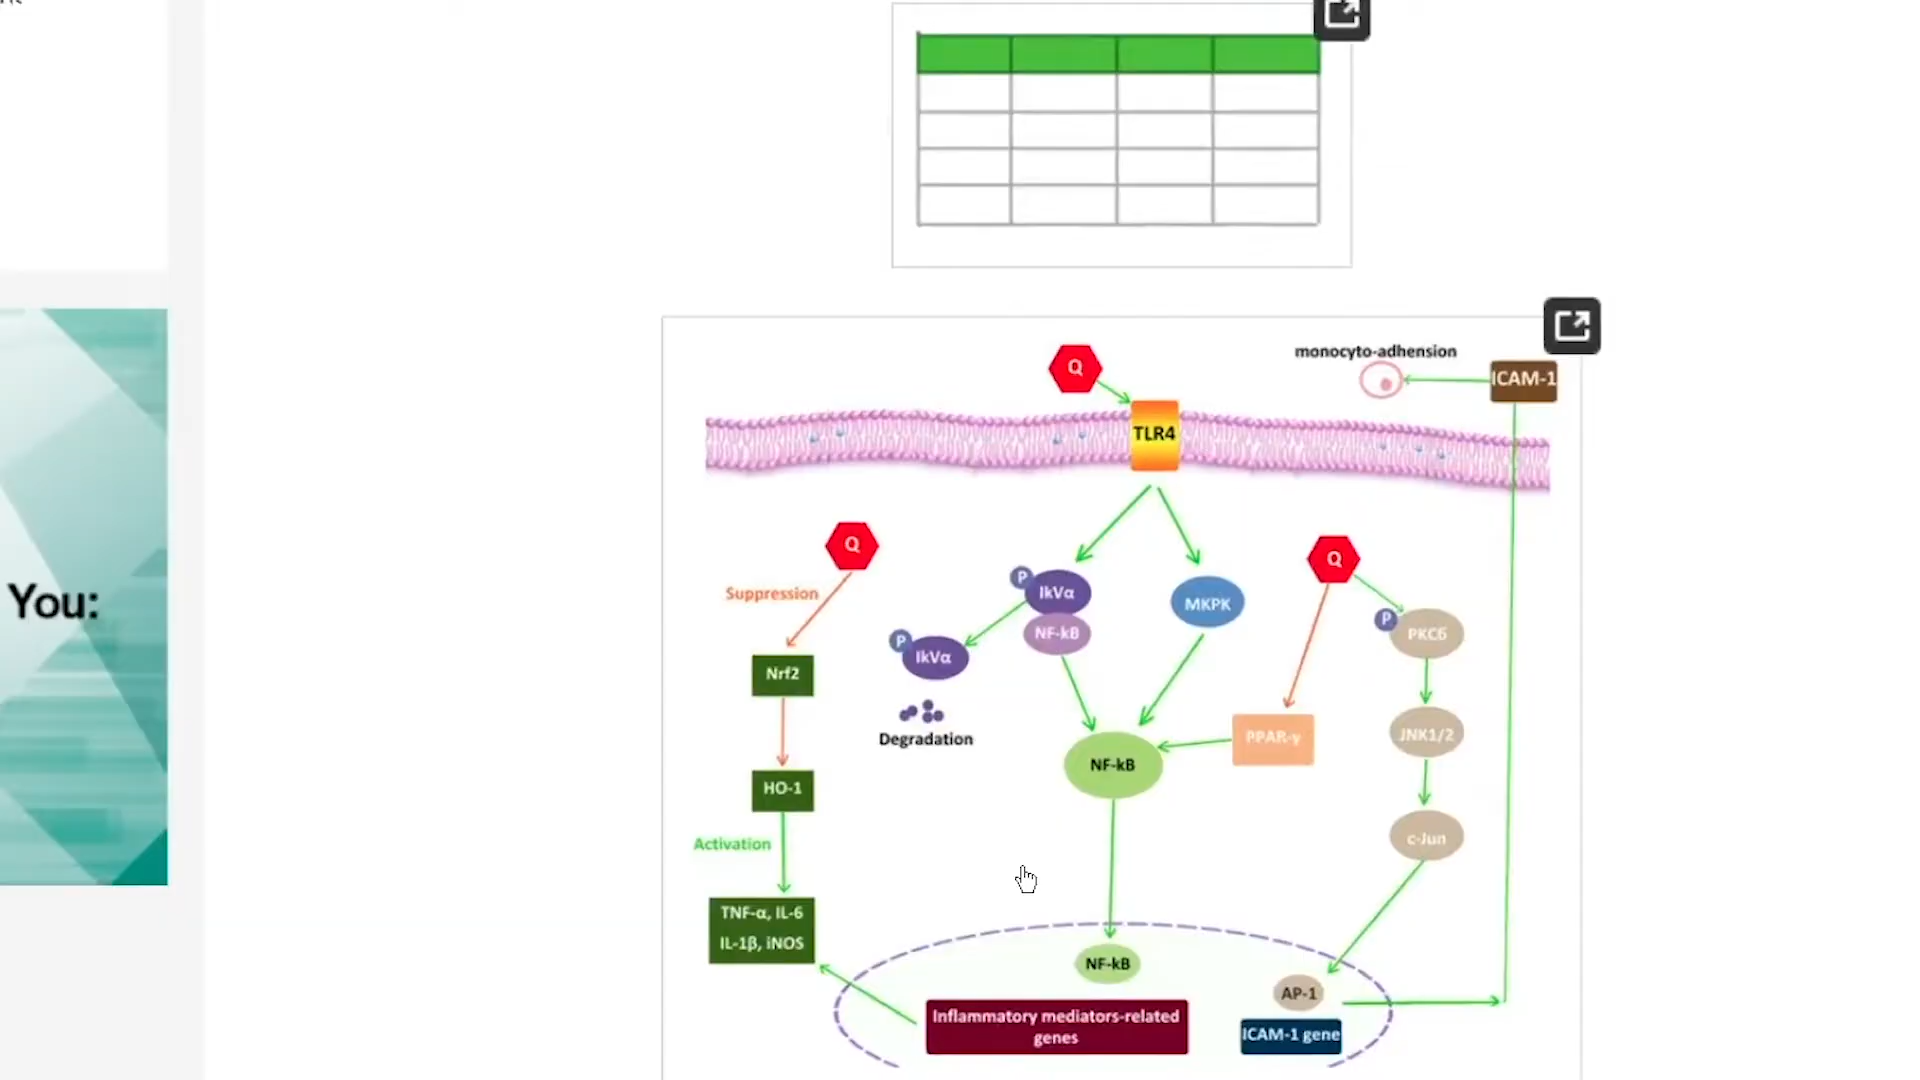 Q
monocyto-adhension
ICAM-1
TLR4
Q
Q
Suppression
P
IkVα
MKPK
P
PKCδ
NF-kB
P
IkVα
Nrf2
Degradation
PPAR-γ
JNK1/2
NF-kB
HO-1
Activation
c-Jun
TNF-α, IL-6
IL-1β, iNOS
NF-kB
AP-1
Inflammatory mediators-related
genes
ICAM-1 gene
You: